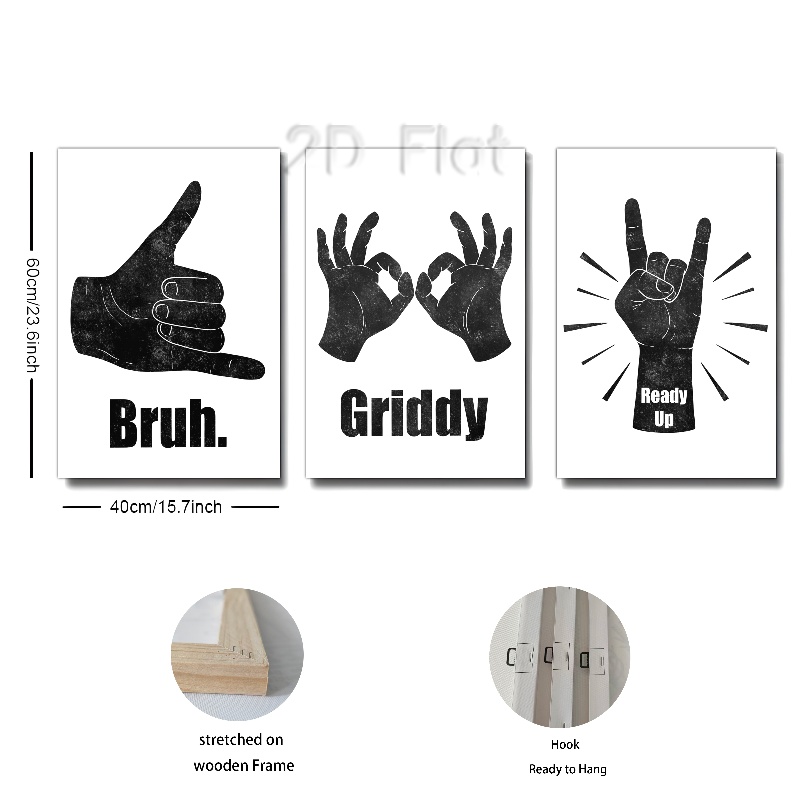 2D Flat
60cm/23.6inch
Bruh.
Griddy
Ready
Up
40cm/15.7inch
stretched on
wooden Frame
Hook
Ready to Hang